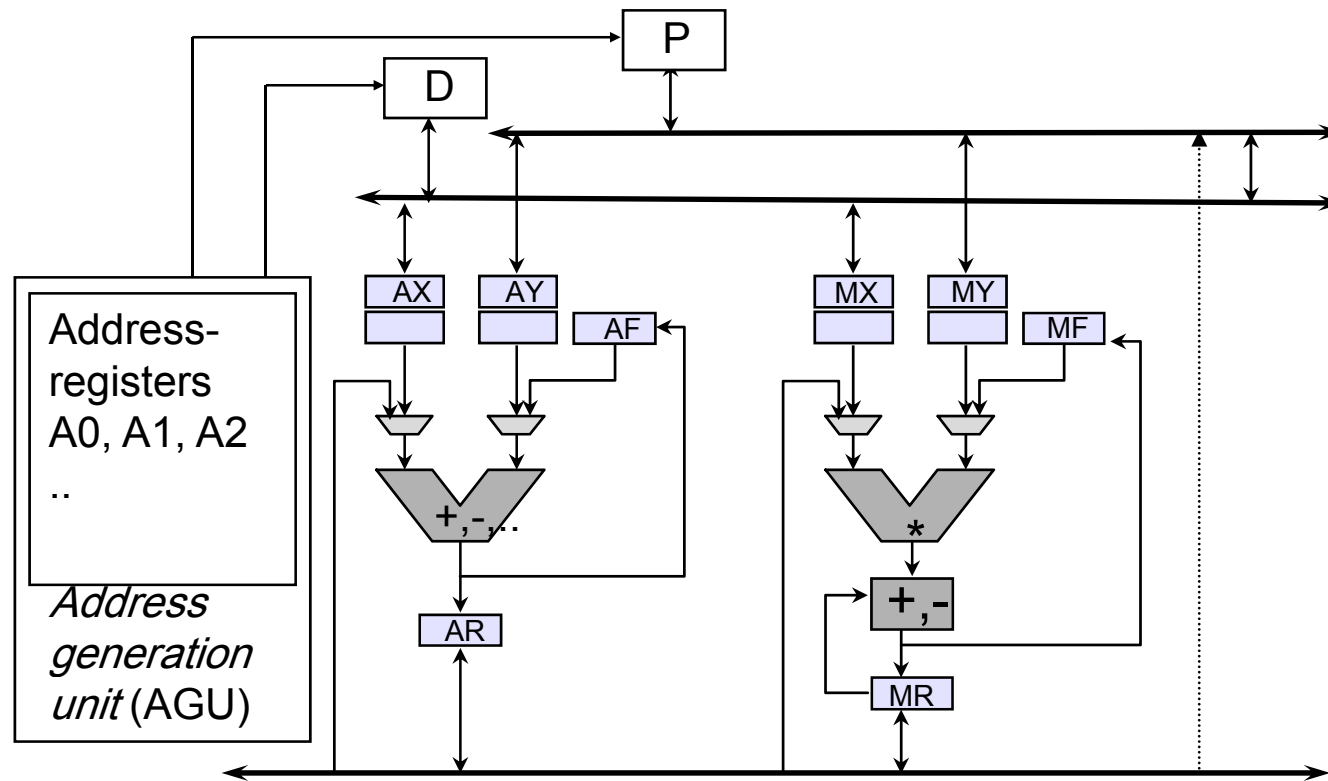 P
D
AX
AY
AF
MX
MY
MF
Address-
registers
A0, A1, A2
..
+,-,..
*
+,-
AR
MR
Address
generation
unit (AGU)